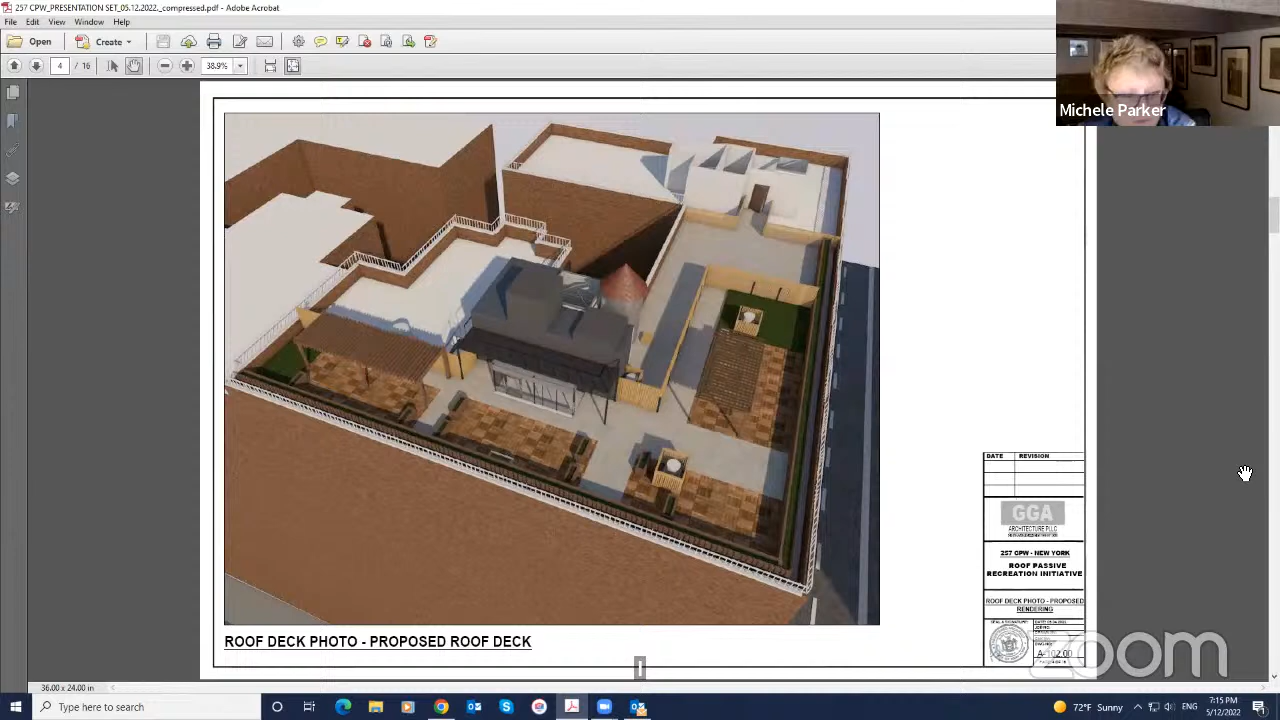 257 CPW_PRESENTATION SET_05.12.2022._compressed.pdf - Adobe Acrobat
File Edit View Window Help
Open Create
4 / 16 38.9%
Michele Parker
DATE REVISION
GGA
ARCHITECTURE PLLC
257 CPW - NEW YORK
ROOF PASSIVE
RECREATION INITIATIVE
ROOF DECK PHOTO - PROPOSED
RENDERING
ROOF DECK PHOTO - PROPOSED ROOF DECK
zoom
36.00 x 24.00 in
Type here to search
72°F Sunny
7:15 PM
5/12/2022